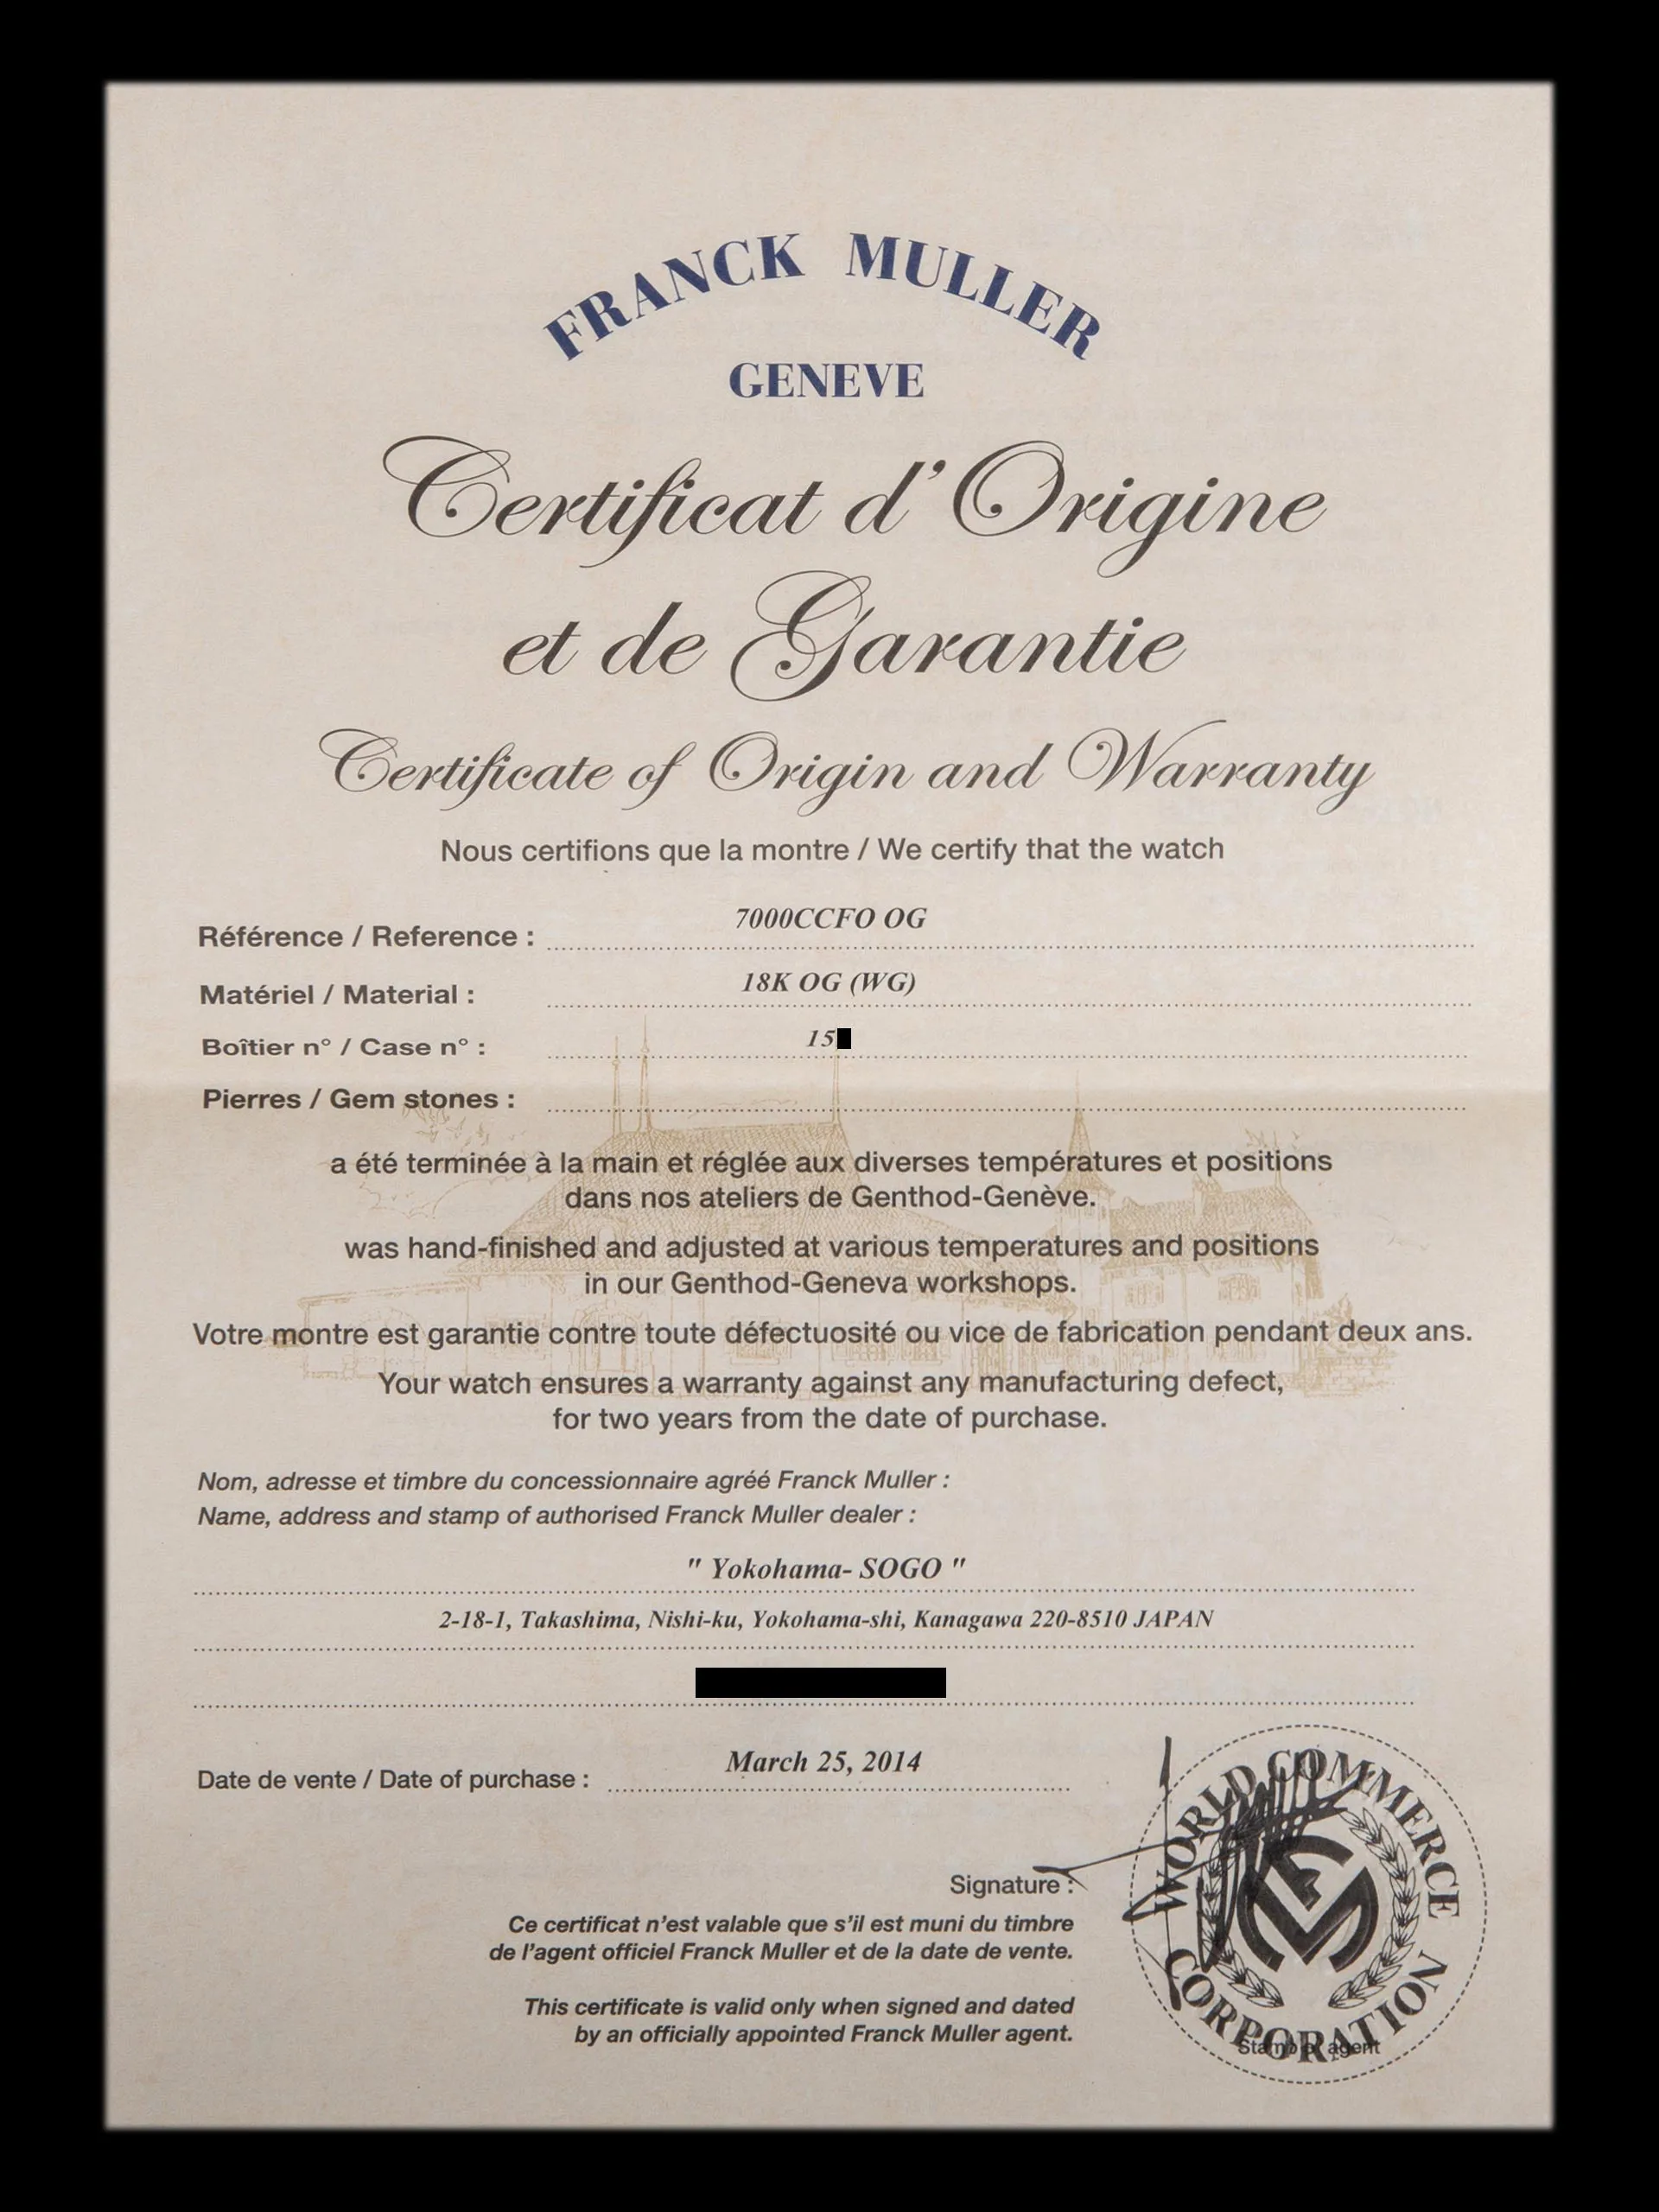 FRANCK MULLER
GENEVE
Certificat d'Origine
et de Garantie
Certificate of Origin and Warranty
Nous certifions que la montre / We certify that the watch
Référence / Reference : 7000CCFO OG
Matériel / Material : 18K OG (WG)
Boîtier n° / Case n° : 15
Pierres / Gem stones :
a été terminée à la main et réglée aux diverses températures et positions
dans nos ateliers de Genthod-Genève.
was hand-finished and adjusted at various temperatures and positions
in our Genthod-Geneva workshops.
Votre montre est garantie contre toute défectuosité ou vice de fabrication pendant deux ans.
Your watch ensures a warranty against any manufacturing defect,
for two years from the date of purchase.
Nom, adresse et timbre du concessionnaire agréé Franck Muller :
Name, address and stamp of authorised Franck Muller dealer :
" Yokohama- SOGO "
2-18-1, Takashima, Nishi-ku, Yokohama-shi, Kanagawa 220-8510 JAPAN
Date de vente / Date of purchase : March 25, 2014
Signature :
Ce certificat n'est valable que s'il est muni du timbre
de l'agent officiel Franck Muller et de la date de vente.
This certificate is valid only when signed and dated
by an officially appointed Franck Muller agent.
WORLD COMMERCE
FM
CORPORATION
Stamp of agent